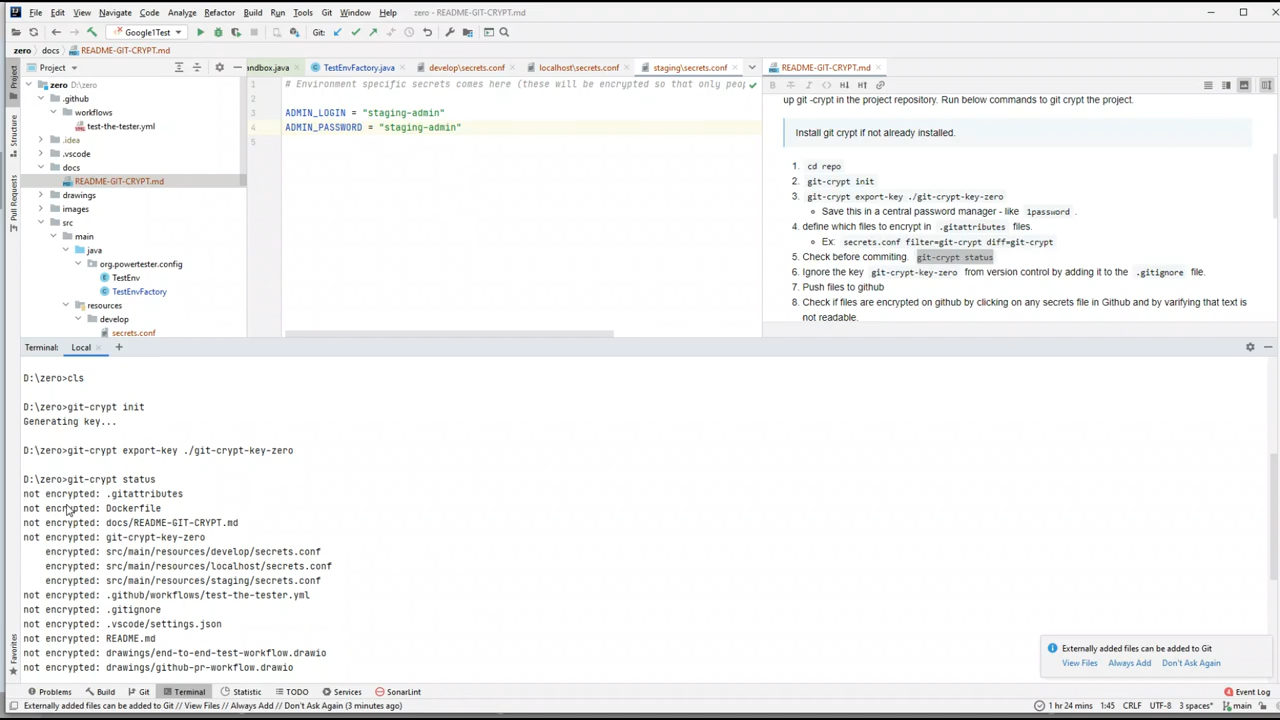 File Edit View Navigate Code Analyze Refactor Build Run Tools Git Window Help zero - README-GIT-CRYPT.md
Google1Test Git:
zero docs README-GIT-CRYPT.md
Project
ndbox.java TestEnvFactory.java develop\secrets.conf localhost\secrets.conf staging\secrets.conf README-GIT-CRYPT.md
Project
Structure
Pull Requests
Favorites
zero D:\zero
.github
workflows
test-the-tester.yml
.idea
.vscode
docs
README-GIT-CRYPT.md
drawings
images
src
main
java
org.powertester.config
TestEnv
TestEnvFactory
resources
develop
secrets.conf
1 # Environment specific secrets comes here (these will be encrypted so that only peop
2
3 ADMIN_LOGIN = "staging-admin"
4 ADMIN_PASSWORD = "staging-admin"
5
up git -crypt in the project repository. Run below commands to git crypt the project.
Install git crypt if not already installed.
1. cd repo
2. git-crypt init
3. git-crypt export-key ./git-crypt-key-zero
Save this in a central password manager - like 1password .
4. define which files to encrypt in .gitattributes files.
Ex: secrets.conf filter=git-crypt diff=git-crypt
5. Check before commiting. git-crypt status
6. Ignore the key git-crypt-key-zero from version control by adding it to the .gitignore file.
7. Push files to github
8. Check if files are encrypted on github by clicking on any secrets file in Github and by varifying that text is
not readable.
Terminal: Local
D:\zero>cls
D:\zero>git-crypt init
Generating key...
D:\zero>git-crypt export-key ./git-crypt-key-zero
D:\zero>git-crypt status
not encrypted: .gitattributes
not encrypted: Dockerfile
not encrypted: docs/README-GIT-CRYPT.md
not encrypted: git-crypt-key-zero
encrypted: src/main/resources/develop/secrets.conf
encrypted: src/main/resources/localhost/secrets.conf
encrypted: src/main/resources/staging/secrets.conf
not encrypted: .github/workflows/test-the-tester.yml
not encrypted: .gitignore
not encrypted: .vscode/settings.json
not encrypted: README.md
not encrypted: drawings/end-to-end-test-workflow.drawio
not encrypted: drawings/github-pr-workflow.drawio
Externally added files can be added to Git
View Files Always Add Don't Ask Again
Problems Build Git Terminal Statistic TODO Services SonarLint Event Log
Externally added files can be added to Git // View Files // Always Add // Don't Ask Again (3 minutes ago) 1 hr 24 mins 1:45 CRLF UTF-8 3 spaces* main